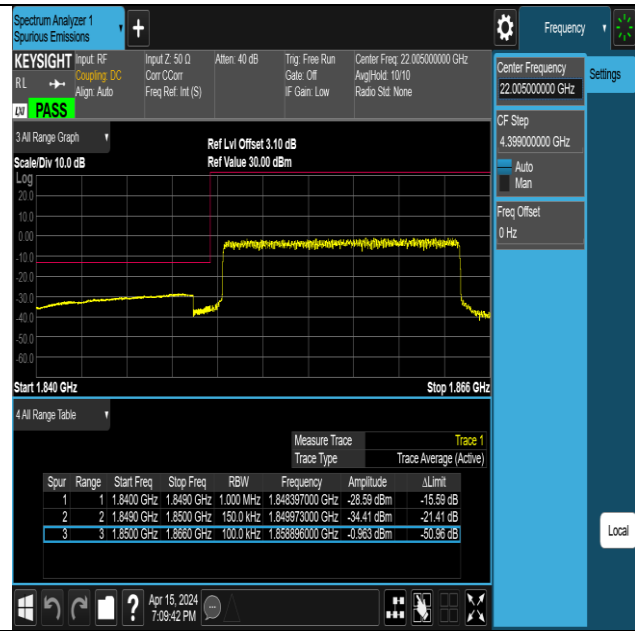 Spectrum Analyzer 1
Spurious Emissions
+
Frequency
KEYSIGHT Input: RF Input Z: 50 Ω Atten: 40 dB Trig: Free Run Center Freq: 22.005000000 GHz
RL Coupling: DC Corr CCorr Gate: Off Avg|Hold: 10/10
Align: Auto Freq Ref: Int (S) IF Gain: Low Radio Std: None
LNI PASS
Center Frequency
22.005000000 GHz
Settings
CF Step
4.399000000 GHz
Auto
Man
Freq Offset
0 Hz
3 All Range Graph
Ref Lvl Offset 3.10 dB
Scale/Div 10.0 dB Ref Value 30.00 dBm
Log
20.0
10.0
0.00
-10.0
-20.0
-30.0
-40.0
-50.0
-60.0
Start 1.840 GHz Stop 1.866 GHz
4 All Range Table
Measure Trace Trace 1
Trace Type Trace Average (Active)
Spur Range Start Freq Stop Freq RBW Frequency Amplitude ΔLimit
1 1 1.8400 GHz 1.8490 GHz 1.000 MHz 1.848397000 GHz -28.59 dBm -15.59 dB
2 2 1.8490 GHz 1.8500 GHz 150.0 kHz 1.849973000 GHz -34.41 dBm -21.41 dB
3 3 1.8500 GHz 1.8660 GHz 100.0 kHz 1.858896000 GHz -0.963 dBm -50.96 dB
Local
? Apr 15, 2024
7:09:42 PM